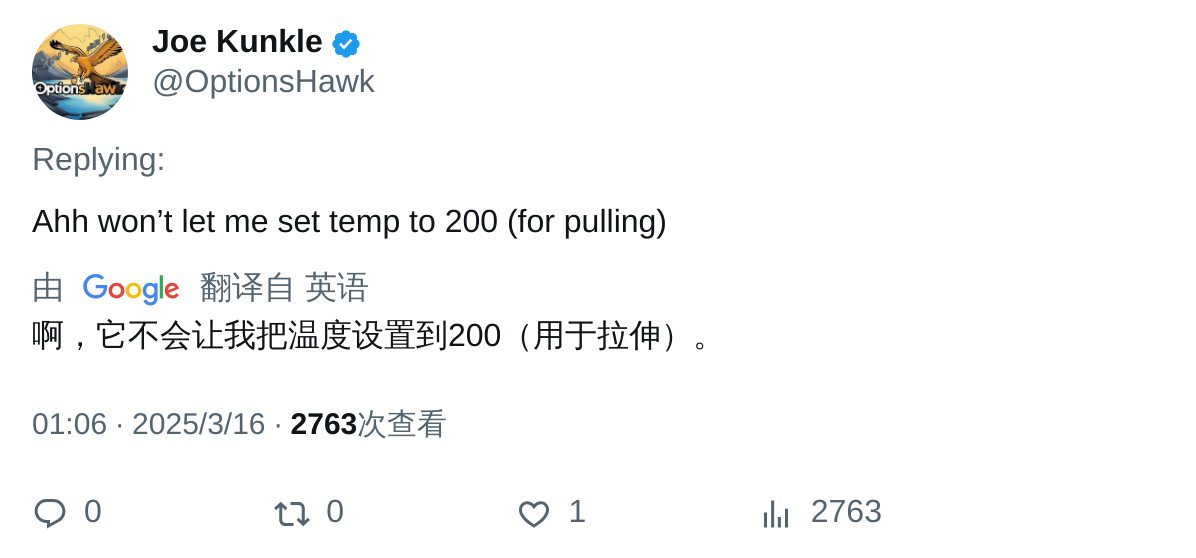 OptionsHawk
Joe Kunkle
@OptionsHawk
Replying:
Ahh won’t let me set temp to 200 (for pulling)
由 Google 翻译自 英语
啊，它不会让我把温度设置到200（用于拉伸）。
01:06 · 2025/3/16 · 2763次查看
0 0 1 2763